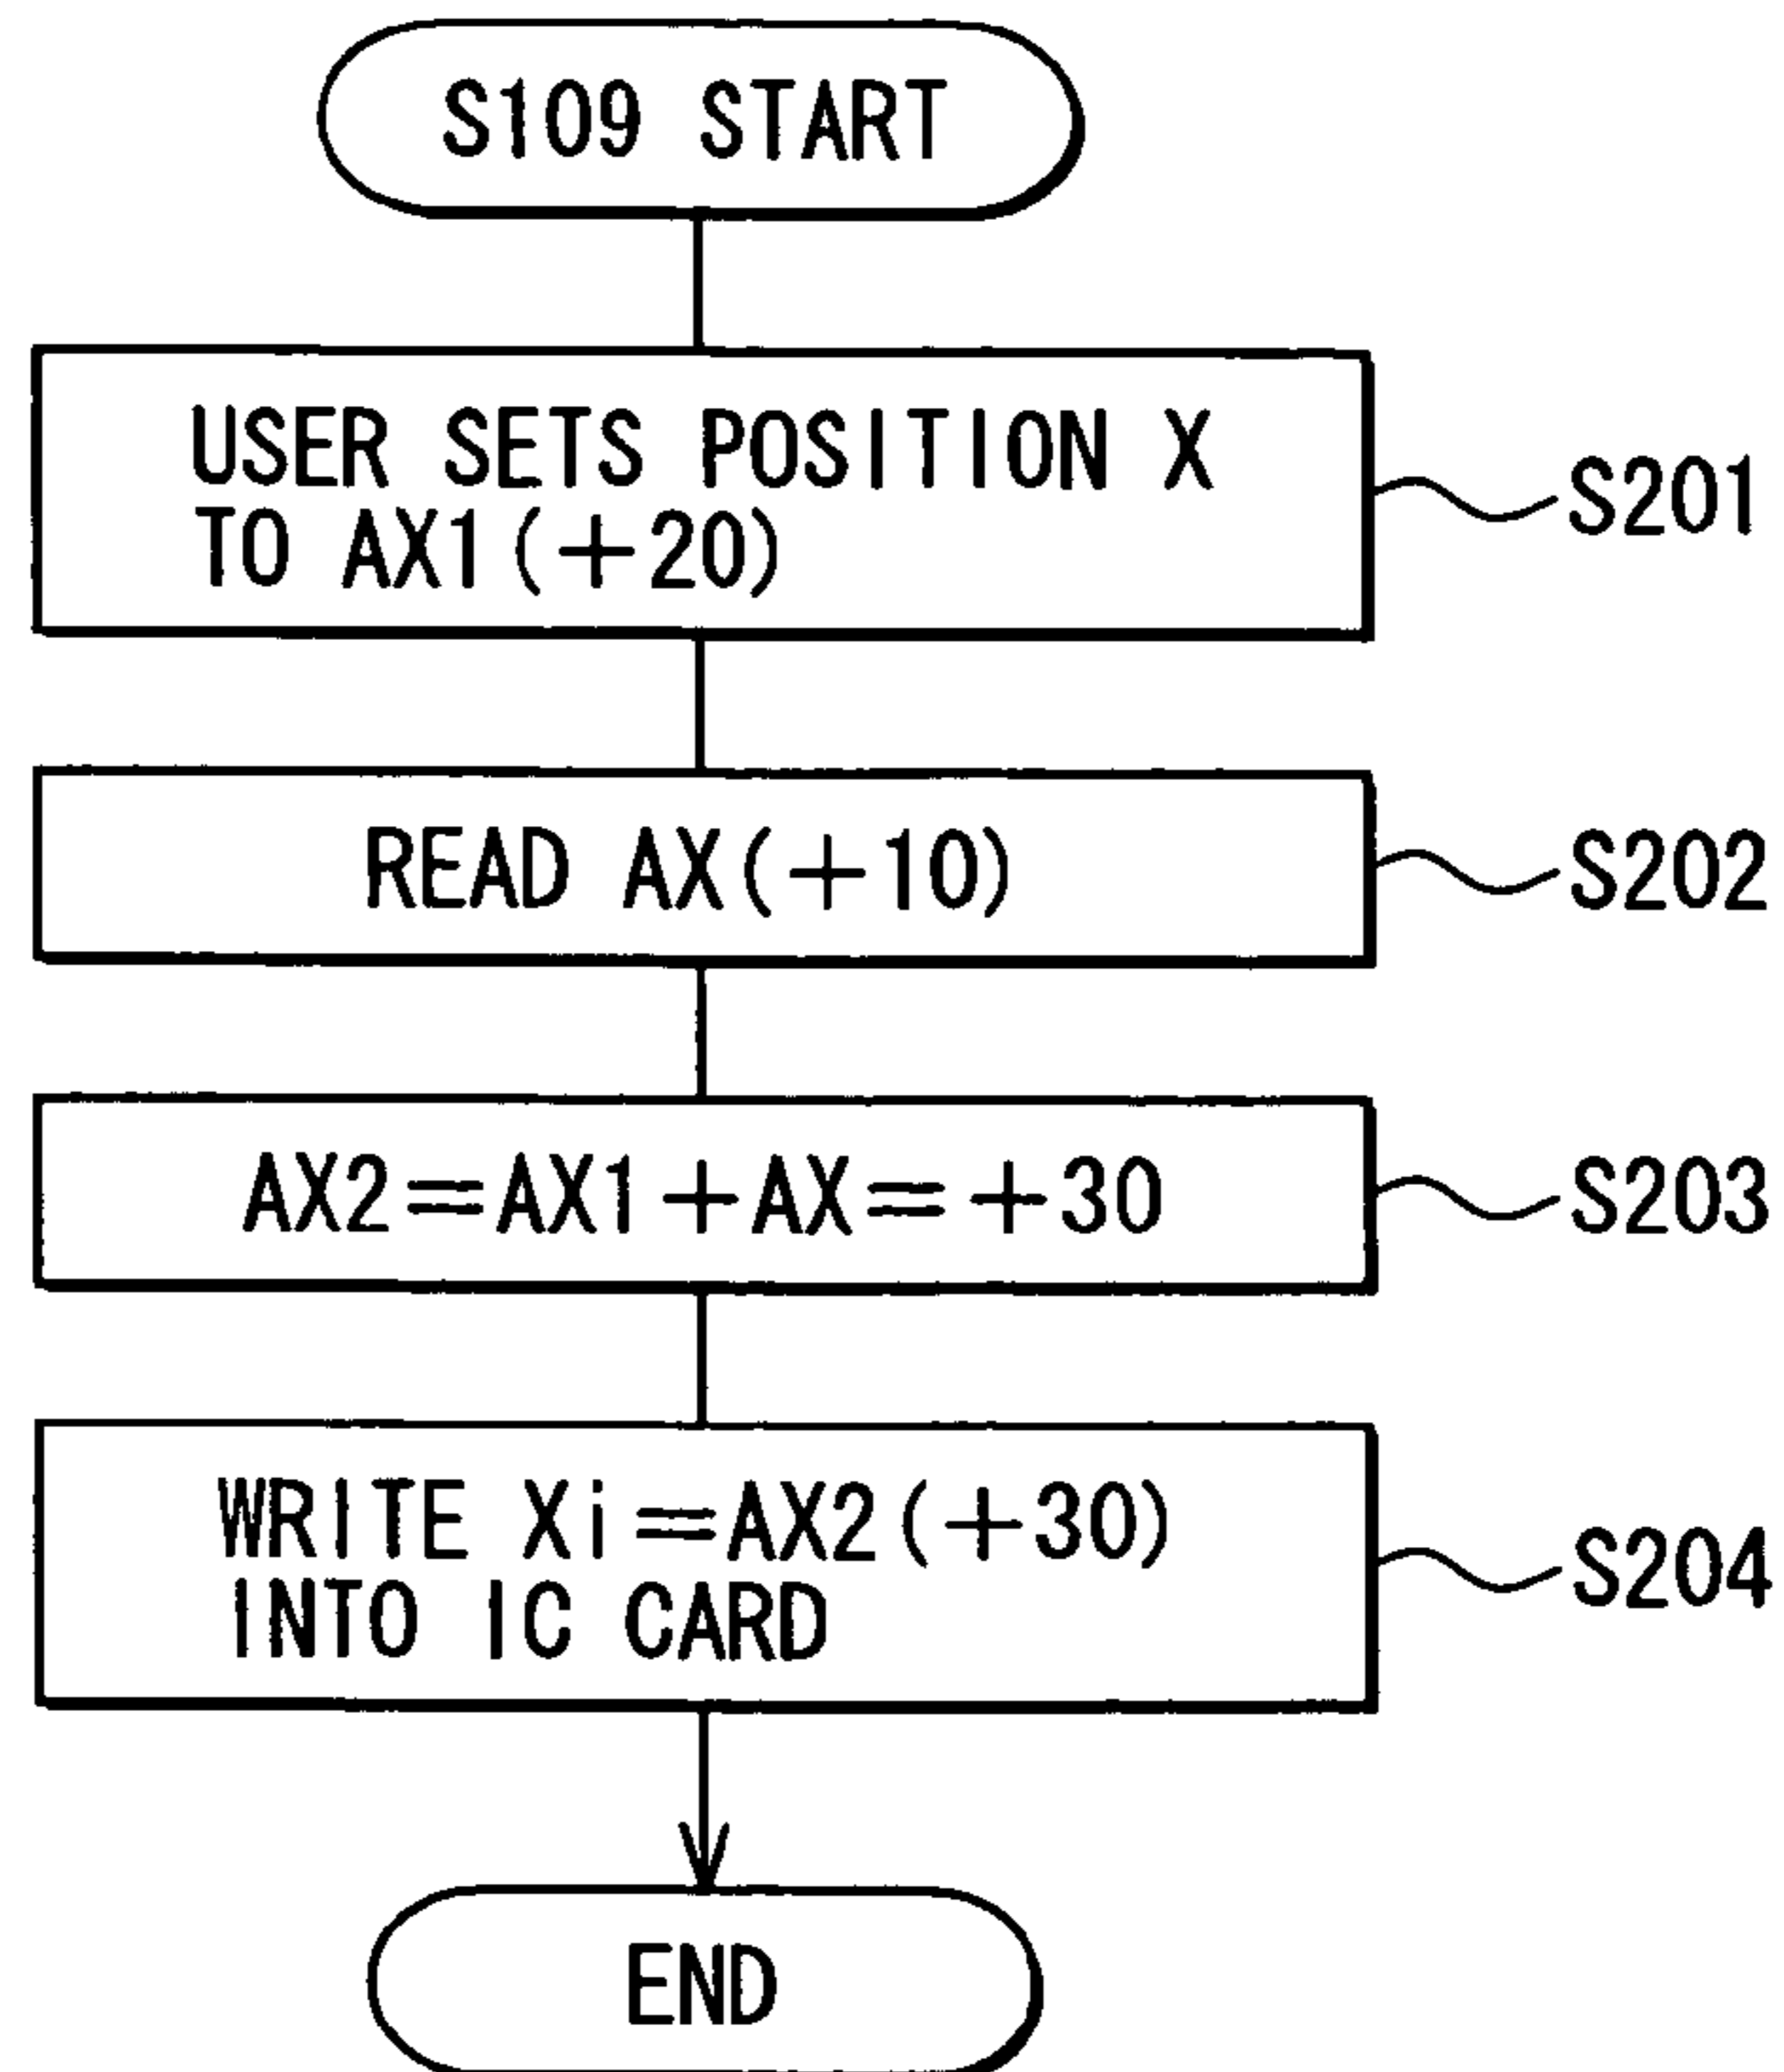 S109 START
USER SETS POSITION X
TO AX1(+20)
S201
READ AX(+10)
S202
AX2=AX1+AX=+30
S203
WRITE Xi=AX2(+30)
INTO IC CARD
S204
END